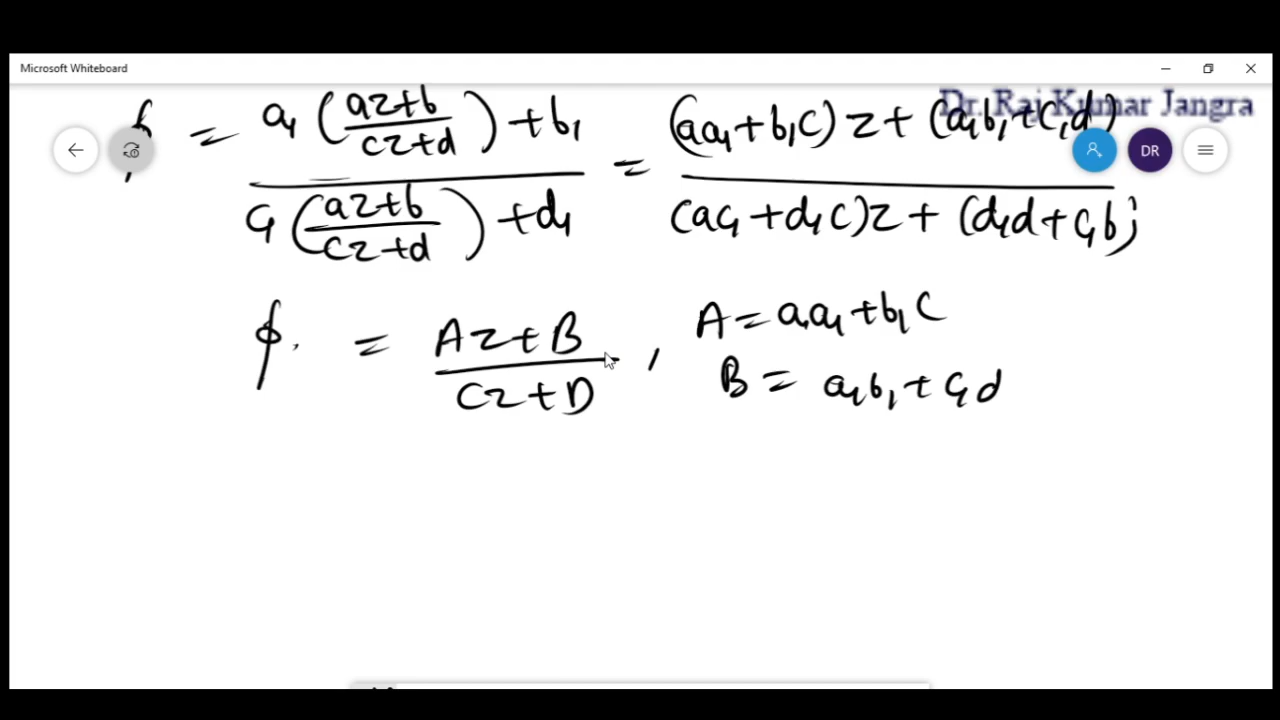 Microsoft Whiteboard
Dr. Raj Kumar Jangra
= (a₁((az+b)/(cz+d)) + b₁) / (c₁((az+b)/(cz+d)) + d₁) = ((aa₁+b₁c)z + (a₁b₁+c₁d)) / ((ac₁+d₁c)z + (d₁d+c₁b))
DR
ϕ. = (Az+B)/(Cz+D), A = a₁a₁+b₁c
B = a₁b₁+c₁d